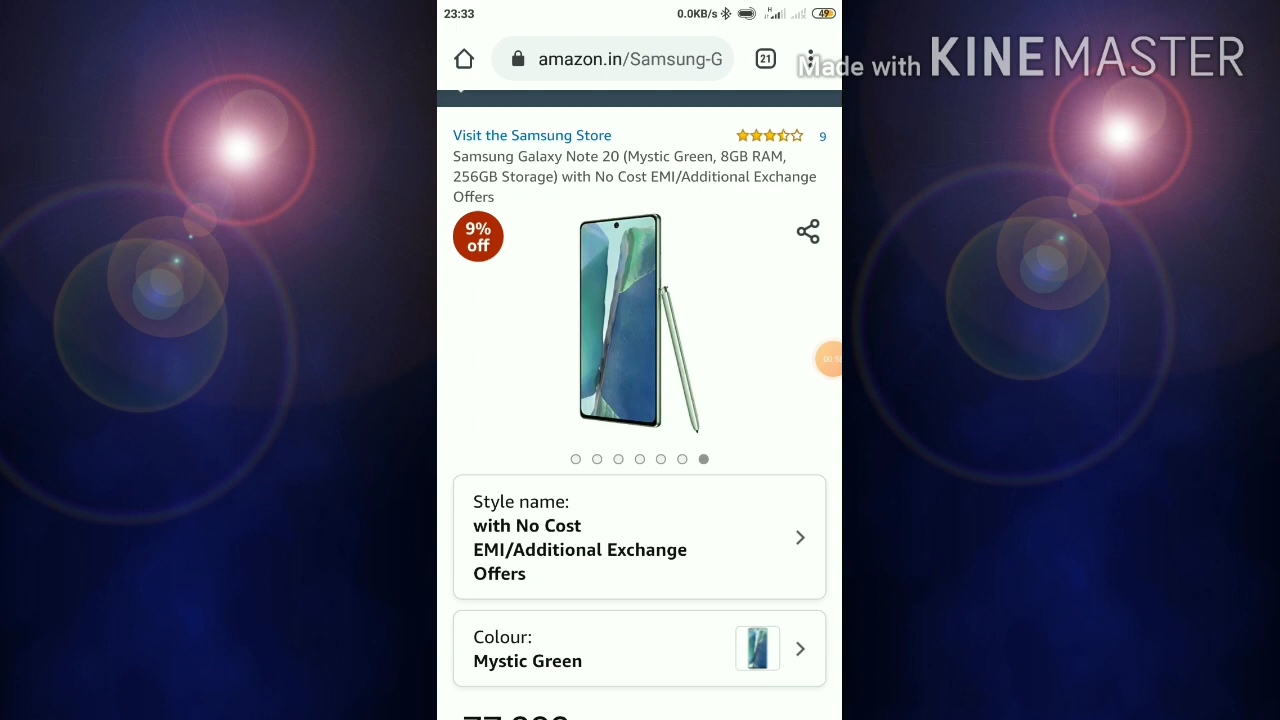 23:33
0.0KB/s
49
amazon.in/Samsung-G
21
Made with KINEMASTER
Visit the Samsung Store
9
Samsung Galaxy Note 20 (Mystic Green, 8GB RAM,
256GB Storage) with No Cost EMI/Additional Exchange
Offers
9%
off
Style name:
with No Cost
EMI/Additional Exchange
Offers
Colour:
Mystic Green